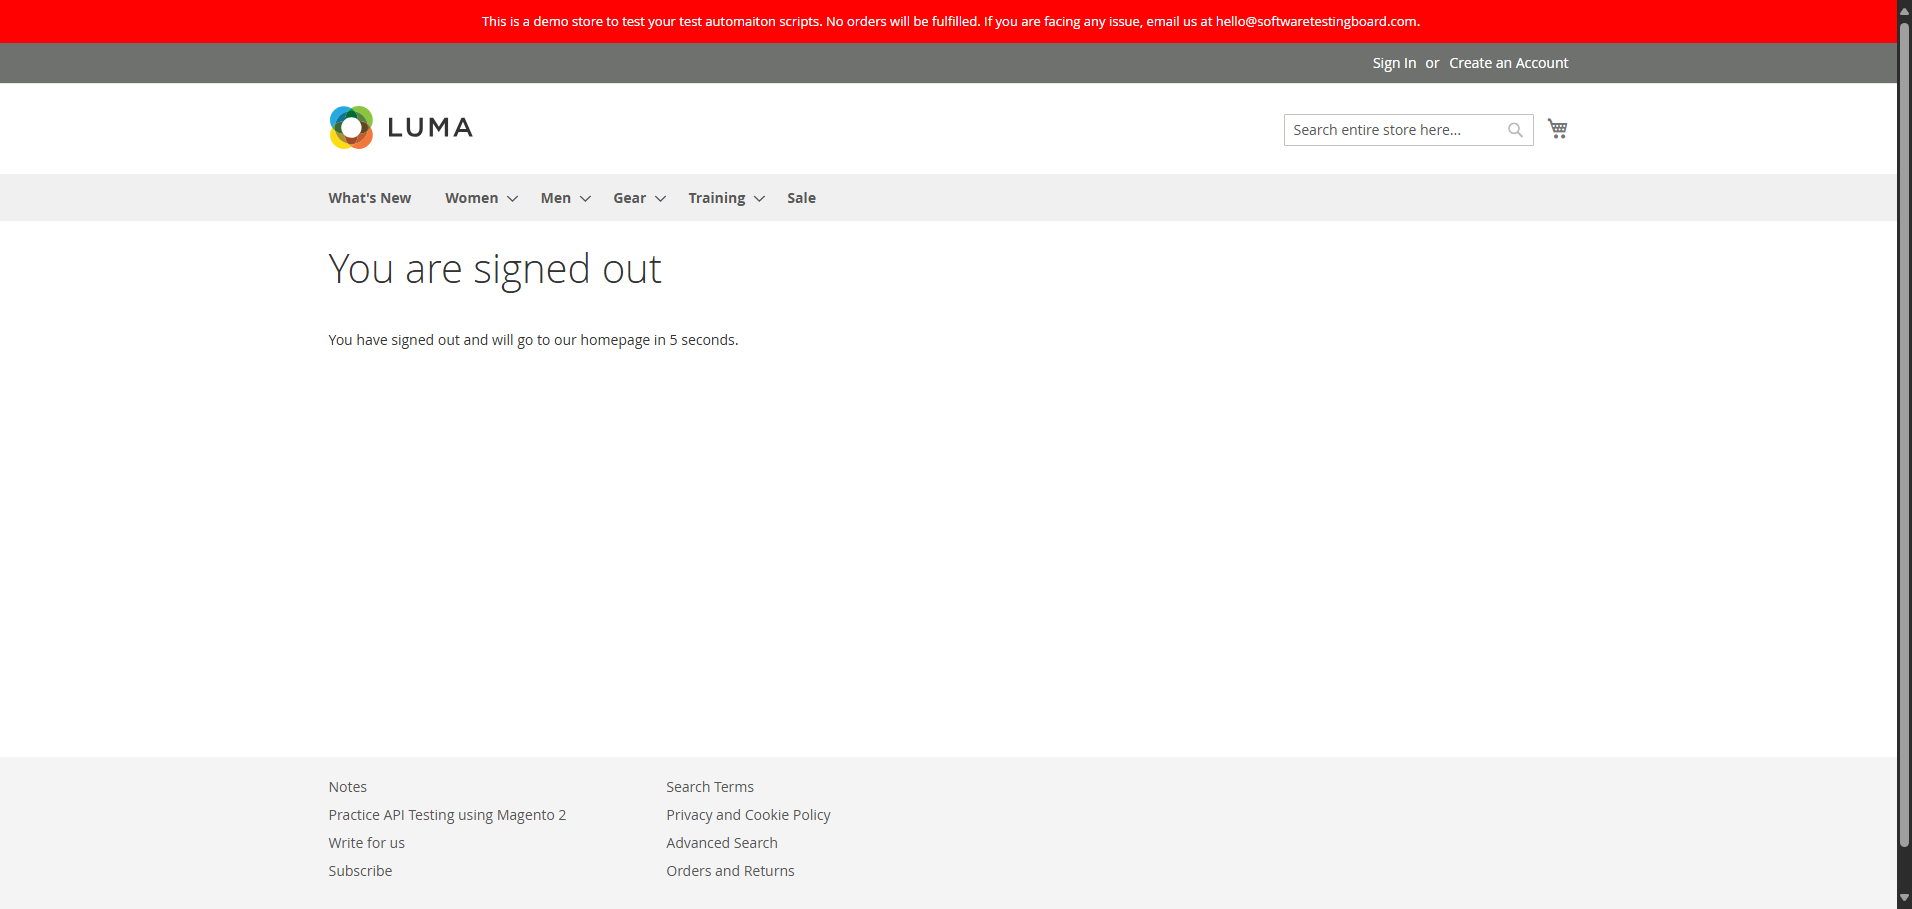 This is a demo store to test your test automaiton scripts. No orders will be fulfilled. If you are facing any issue, email us at hello@softwaretestingboard.com.
Sign In or Create an Account
LUMA
Search entire store here...
What's New Women Men Gear Training Sale
You are signed out
You have signed out and will go to our homepage in 5 seconds.
Notes
Practice API Testing using Magento 2
Write for us
Subscribe
Search Terms
Privacy and Cookie Policy
Advanced Search
Orders and Returns